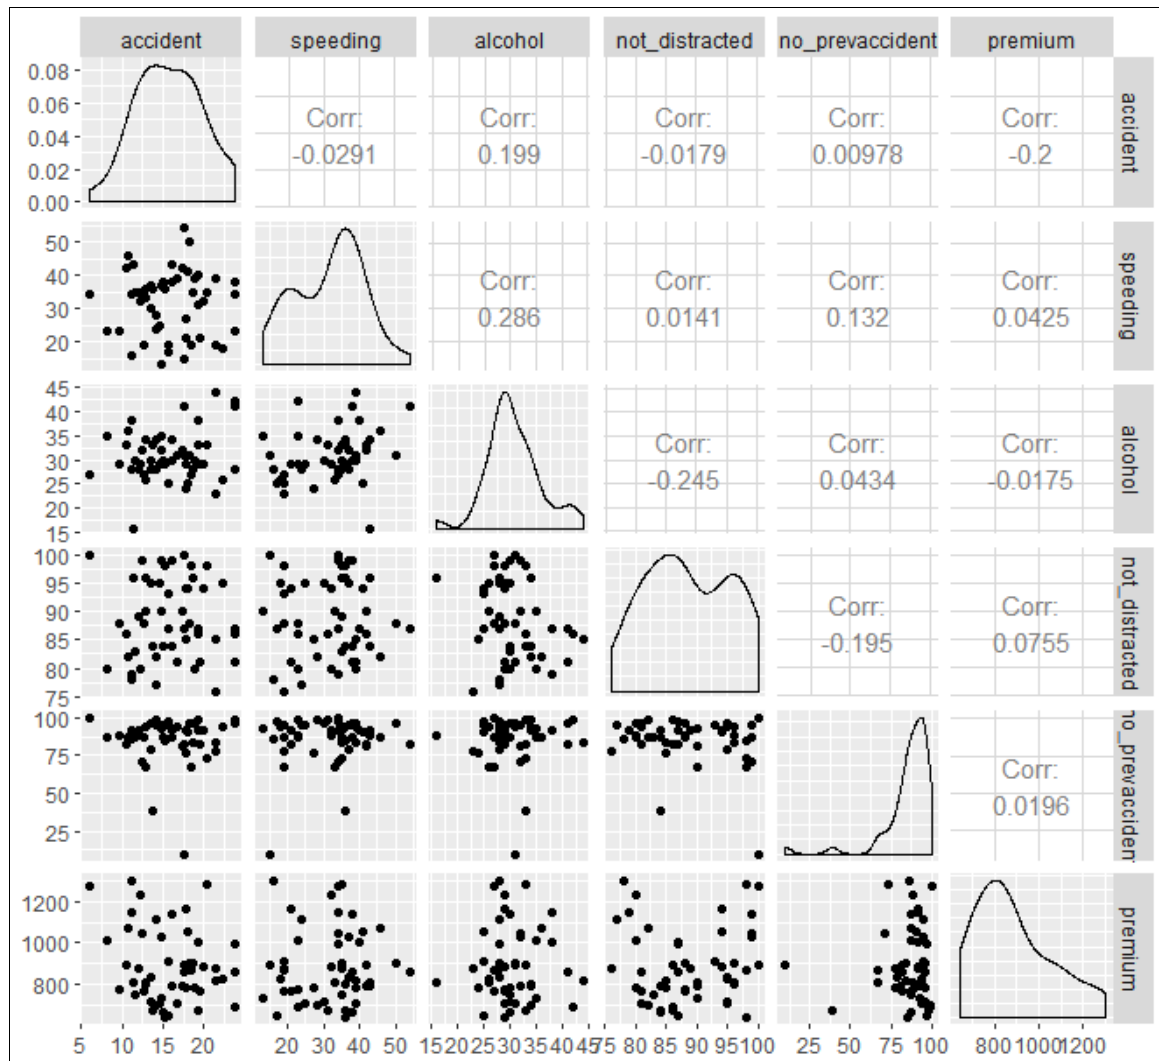 accident speeding alcohol not_distracted no_prevaccident premium
0.08
0.06
0.04
0.02
0.00
Corr:
-0.0291
Corr:
0.199
Corr:
-0.0179
Corr:
0.00978
Corr:
-0.2
accident
50
40
30
20
Corr:
0.286
Corr:
0.0141
Corr:
0.132
Corr:
0.0425
speeding
45
40
35
30
25
20
15
Corr:
-0.245
Corr:
0.0434
Corr:
-0.0175
alcohol
100
95
90
85
80
75
Corr:
-0.195
Corr:
0.0755
not_distracted
100
75
50
25
Corr:
0.0196
no_prevacciden
1200
1000
800
premium
5 10 15 20
20 30 40 50
15 20 25 30 35 40 45
75 80 85 90 95 100
25 50 75 100
800 1000 1200